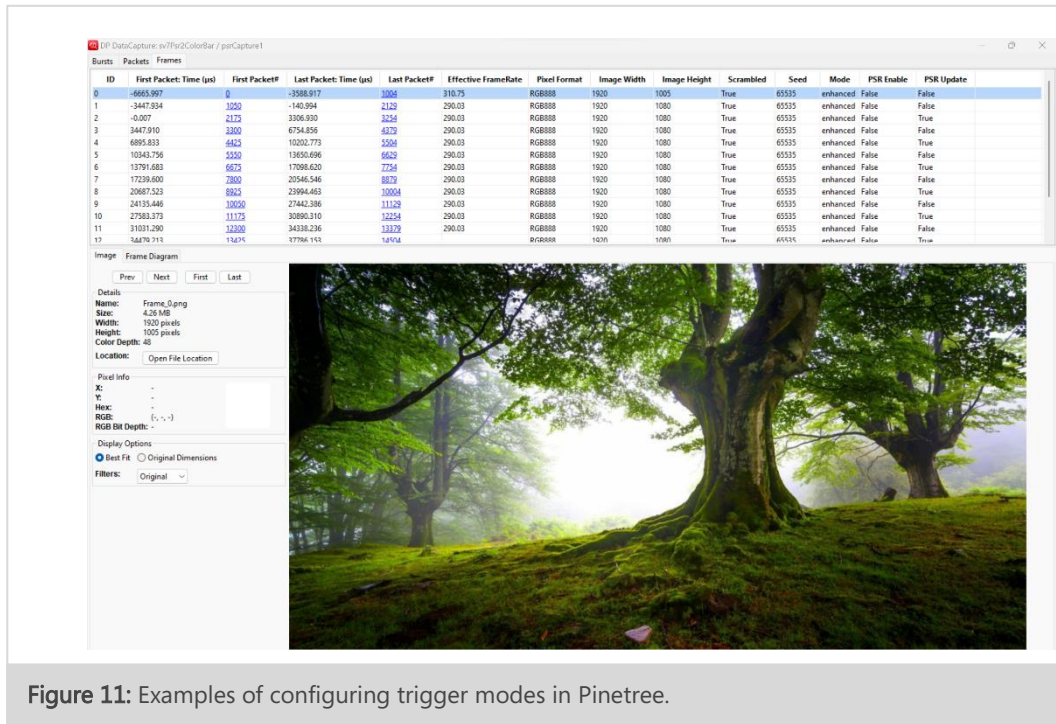 DP DataCapture: sv7Psr2ColorBar / psrCapture1
Bursts Packets Frames
ID First Packet: Time (µs) First Packet# Last Packet: Time (µs) Last Packet# Effective FrameRate Pixel Format Image Width Image Height Scrambled Seed Mode PSR Enable PSR Update
0 -6665.997 0 -3588.917 1004 310.75 RGB888 1920 1005 True 65535 enhanced False False
1 -3447.934 1050 -140.994 2129 290.03 RGB888 1920 1080 True 65535 enhanced False False
2 -0.007 2175 3306.930 3254 290.03 RGB888 1920 1080 True 65535 enhanced False True
3 3447.910 3300 6754.856 4379 290.03 RGB888 1920 1080 True 65535 enhanced False False
4 6895.833 4425 10202.773 5504 290.03 RGB888 1920 1080 True 65535 enhanced False True
5 10343.756 5550 13650.696 6629 290.03 RGB888 1920 1080 True 65535 enhanced False False
6 13791.683 6675 17098.620 7754 290.03 RGB888 1920 1080 True 65535 enhanced False True
7 17239.600 7800 20546.546 8879 290.03 RGB888 1920 1080 True 65535 enhanced False False
8 20687.523 8925 23994.463 10004 290.03 RGB888 1920 1080 True 65535 enhanced False True
9 24135.446 10050 27442.386 11129 290.03 RGB888 1920 1080 True 65535 enhanced False False
10 27583.373 11175 30890.310 12254 290.03 RGB888 1920 1080 True 65535 enhanced False True
11 31031.290 12300 34338.236 13379 290.03 RGB888 1920 1080 True 65535 enhanced False False
12 34479.213 13425 37786.153 14504 RGB888 1920 1080 True 65535 enhanced False True
Image Frame Diagram
Prev Next First Last
Details
Name: Frame_0.png
Size: 4.26 MB
Width: 1920 pixels
Height: 1005 pixels
Color Depth: 48
Location: Open File Location
Pixel Info
X: -
Y: -
Hex: -
RGB: (-, -, -)
RGB Bit Depth: -
Display Options
Best Fit Original Dimensions
Filters: Original
Figure 11: Examples of configuring trigger modes in Pinetree.